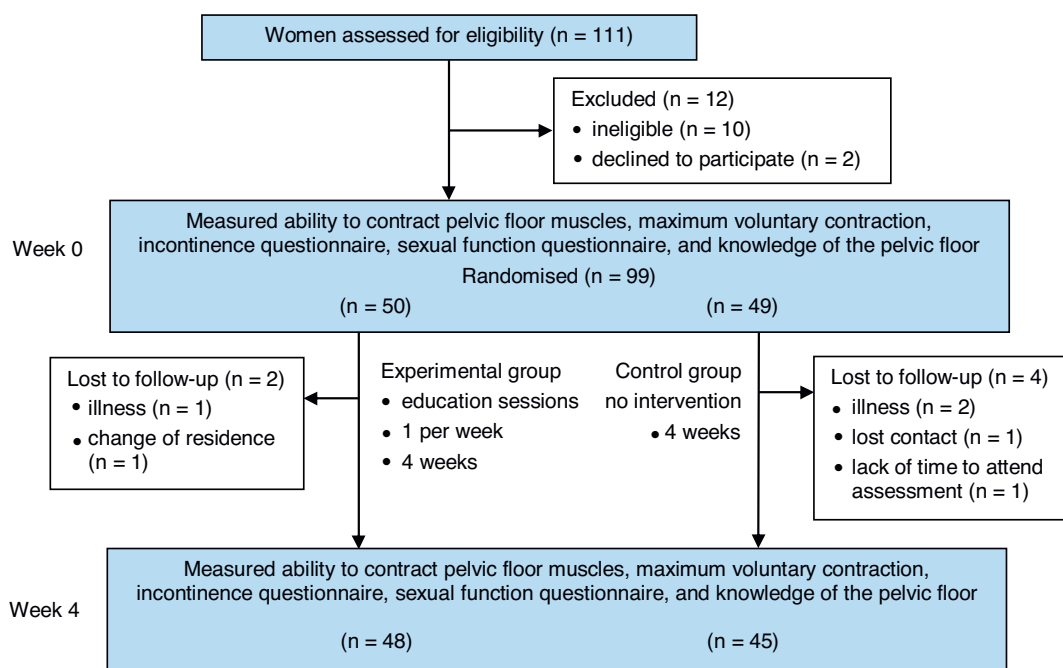 Women assessed for eligibility (n = 111)
Excluded (n = 12)
• ineligible (n = 10)
• declined to participate (n = 2)
Week 0
Measured ability to contract pelvic floor muscles, maximum voluntary contraction,
incontinence questionnaire, sexual function questionnaire, and knowledge of the pelvic floor
Randomised (n = 99)
(n = 50)
(n = 49)
Lost to follow-up (n = 2)
• illness (n = 1)
• change of residence
(n = 1)
Experimental group
• education sessions
• 1 per week
• 4 weeks
Control group
no intervention
• 4 weeks
Lost to follow-up (n = 4)
• illness (n = 2)
• lost contact (n = 1)
• lack of time to attend
assessment (n = 1)
Week 4
Measured ability to contract pelvic floor muscles, maximum voluntary contraction,
incontinence questionnaire, sexual function questionnaire, and knowledge of the pelvic floor
(n = 48)
(n = 45)